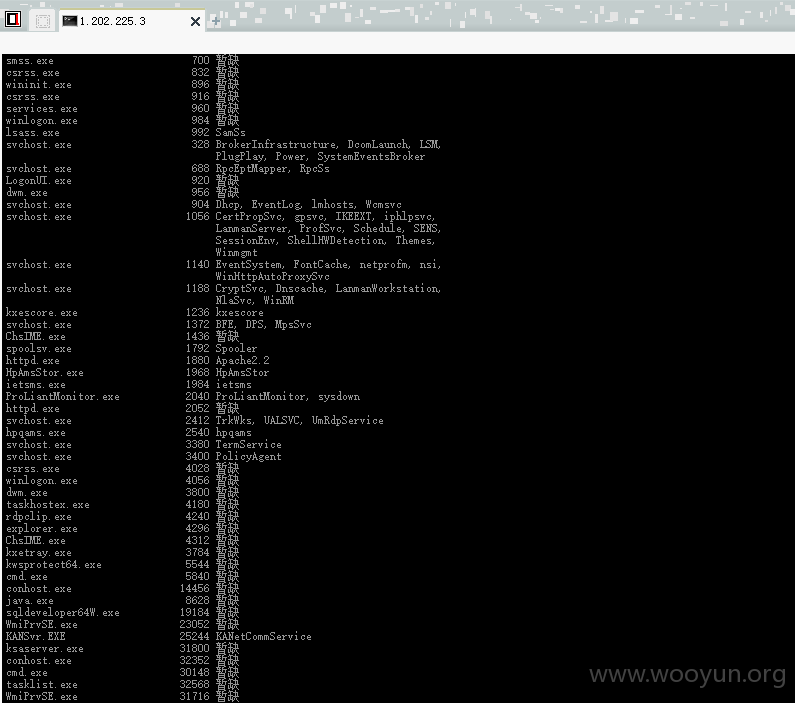 1.202.225.3
smss.exe 700 暂缺
csrss.exe 832 暂缺
wininit.exe 896 暂缺
csrss.exe 916 暂缺
services.exe 960 暂缺
winlogon.exe 984 暂缺
lsass.exe 992 SamSs
svchost.exe 328 BrokerInfrastructure, DcomLaunch, LSM,
PlugPlay, Power, SystemEventsBroker
svchost.exe 688 RpcEptMapper, RpcSs
LogonUI.exe 920 暂缺
dwm.exe 956 暂缺
svchost.exe 904 Dhcp, EventLog, lmhosts, Wcmsvc
svchost.exe 1056 CertPropSvc, gpsvc, IKEEXT, iphlpsvc,
LanmanServer, ProfSvc, Schedule, SENS,
SessionEnv, ShellHWDetection, Themes,
Winmgmt
svchost.exe 1140 EventSystem, FontCache, netprofm, nsi,
WinHttpAutoProxySvc
svchost.exe 1188 CryptSvc, Dnscache, LanmanWorkstation,
NlaSvc, WinRM
kxescore.exe 1236 kxescore
svchost.exe 1372 BFE, DPS, MpsSvc
ChsIME.exe 1436 暂缺
spoolsv.exe 1792 Spooler
httpd.exe 1880 Apache2.2
HpAmsStor.exe 1968 HpAmsStor
ietsms.exe 1984 ietsms
ProLiantMonitor.exe 2040 ProLiantMonitor, sysdown
httpd.exe 2052 暂缺
svchost.exe 2412 TrkWks, UALSVC, UmRdpService
hpqams.exe 2540 hpqams
svchost.exe 3380 TermService
svchost.exe 3400 PolicyAgent
csrss.exe 4028 暂缺
winlogon.exe 4056 暂缺
dwm.exe 3800 暂缺
taskhostex.exe 4180 暂缺
rdpclip.exe 4240 暂缺
explorer.exe 4296 暂缺
ChsIME.exe 4312 暂缺
kxetray.exe 3784 暂缺
kwsprotect64.exe 5544 暂缺
cmd.exe 5840 暂缺
conhost.exe 14456 暂缺
java.exe 8628 暂缺
sqldeveloper64W.exe 19184 暂缺
WmiPrvSE.exe 23052 暂缺
KANSvr.EXE 25244 KANetCommService
ksaserver.exe 31800 暂缺
conhost.exe 32352 暂缺
cmd.exe 30148 暂缺
tasklist.exe 32568 暂缺
WmiPrvSE.exe 31716 暂缺
www.wooyun.org